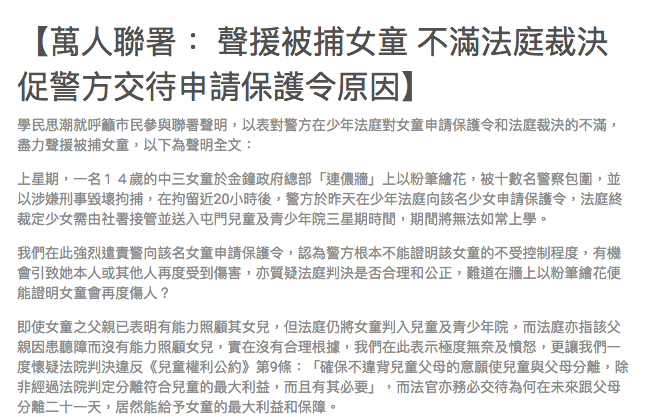 【萬人聯署： 聲援被捕女童 不滿法庭裁決
促警方交待申請保護令原因】
學民思潮就呼籲市民參與聯署聲明，以表對警方在少年法庭對女童申請保護令和法庭裁決的不滿，
盡力聲援被捕女童，以下為聲明全文：
上星期，一名１４歲的中三女童於金鐘政府總部「連儂牆」上以粉筆繪花，被十數名警察包圍，並
以涉嫌刑事毀壞拘捕，在拘留近20小時後，警方於昨天在少年法庭向該名少女申請保護令，法庭終
裁定少女需由社署接管並送入屯門兒童及青少年院三星期時間，期間將無法如常上學。
我們在此強烈遣責警向該名女童申請保護令，認為警方根本不能證明該女童的不受控制程度，有機
會引致她本人或其他人再度受到傷害，亦質疑法庭判決是否合理和公正，難道在牆上以粉筆繪花便
能證明女童會再度傷人？
即使女童之父親已表明有能力照顧其女兒，但法庭仍將女童判入兒童及青少年院，而法庭亦指該父
親因患聽障而沒有能力照顧女兒，實在沒有合理根據，我們在此表示極度無奈及憤怒，更讓我們一
度懷疑法院判決違反《兒童權利公約》第9條：「確保不違背兒童父母的意願使兒童與父母分離，除
非經過法院判定分離符合兒童的最大利益，而且有其必要」，而法官亦務必交待為何在未來跟父母
分離二十一天，居然能給予女童的最大利益和保障。